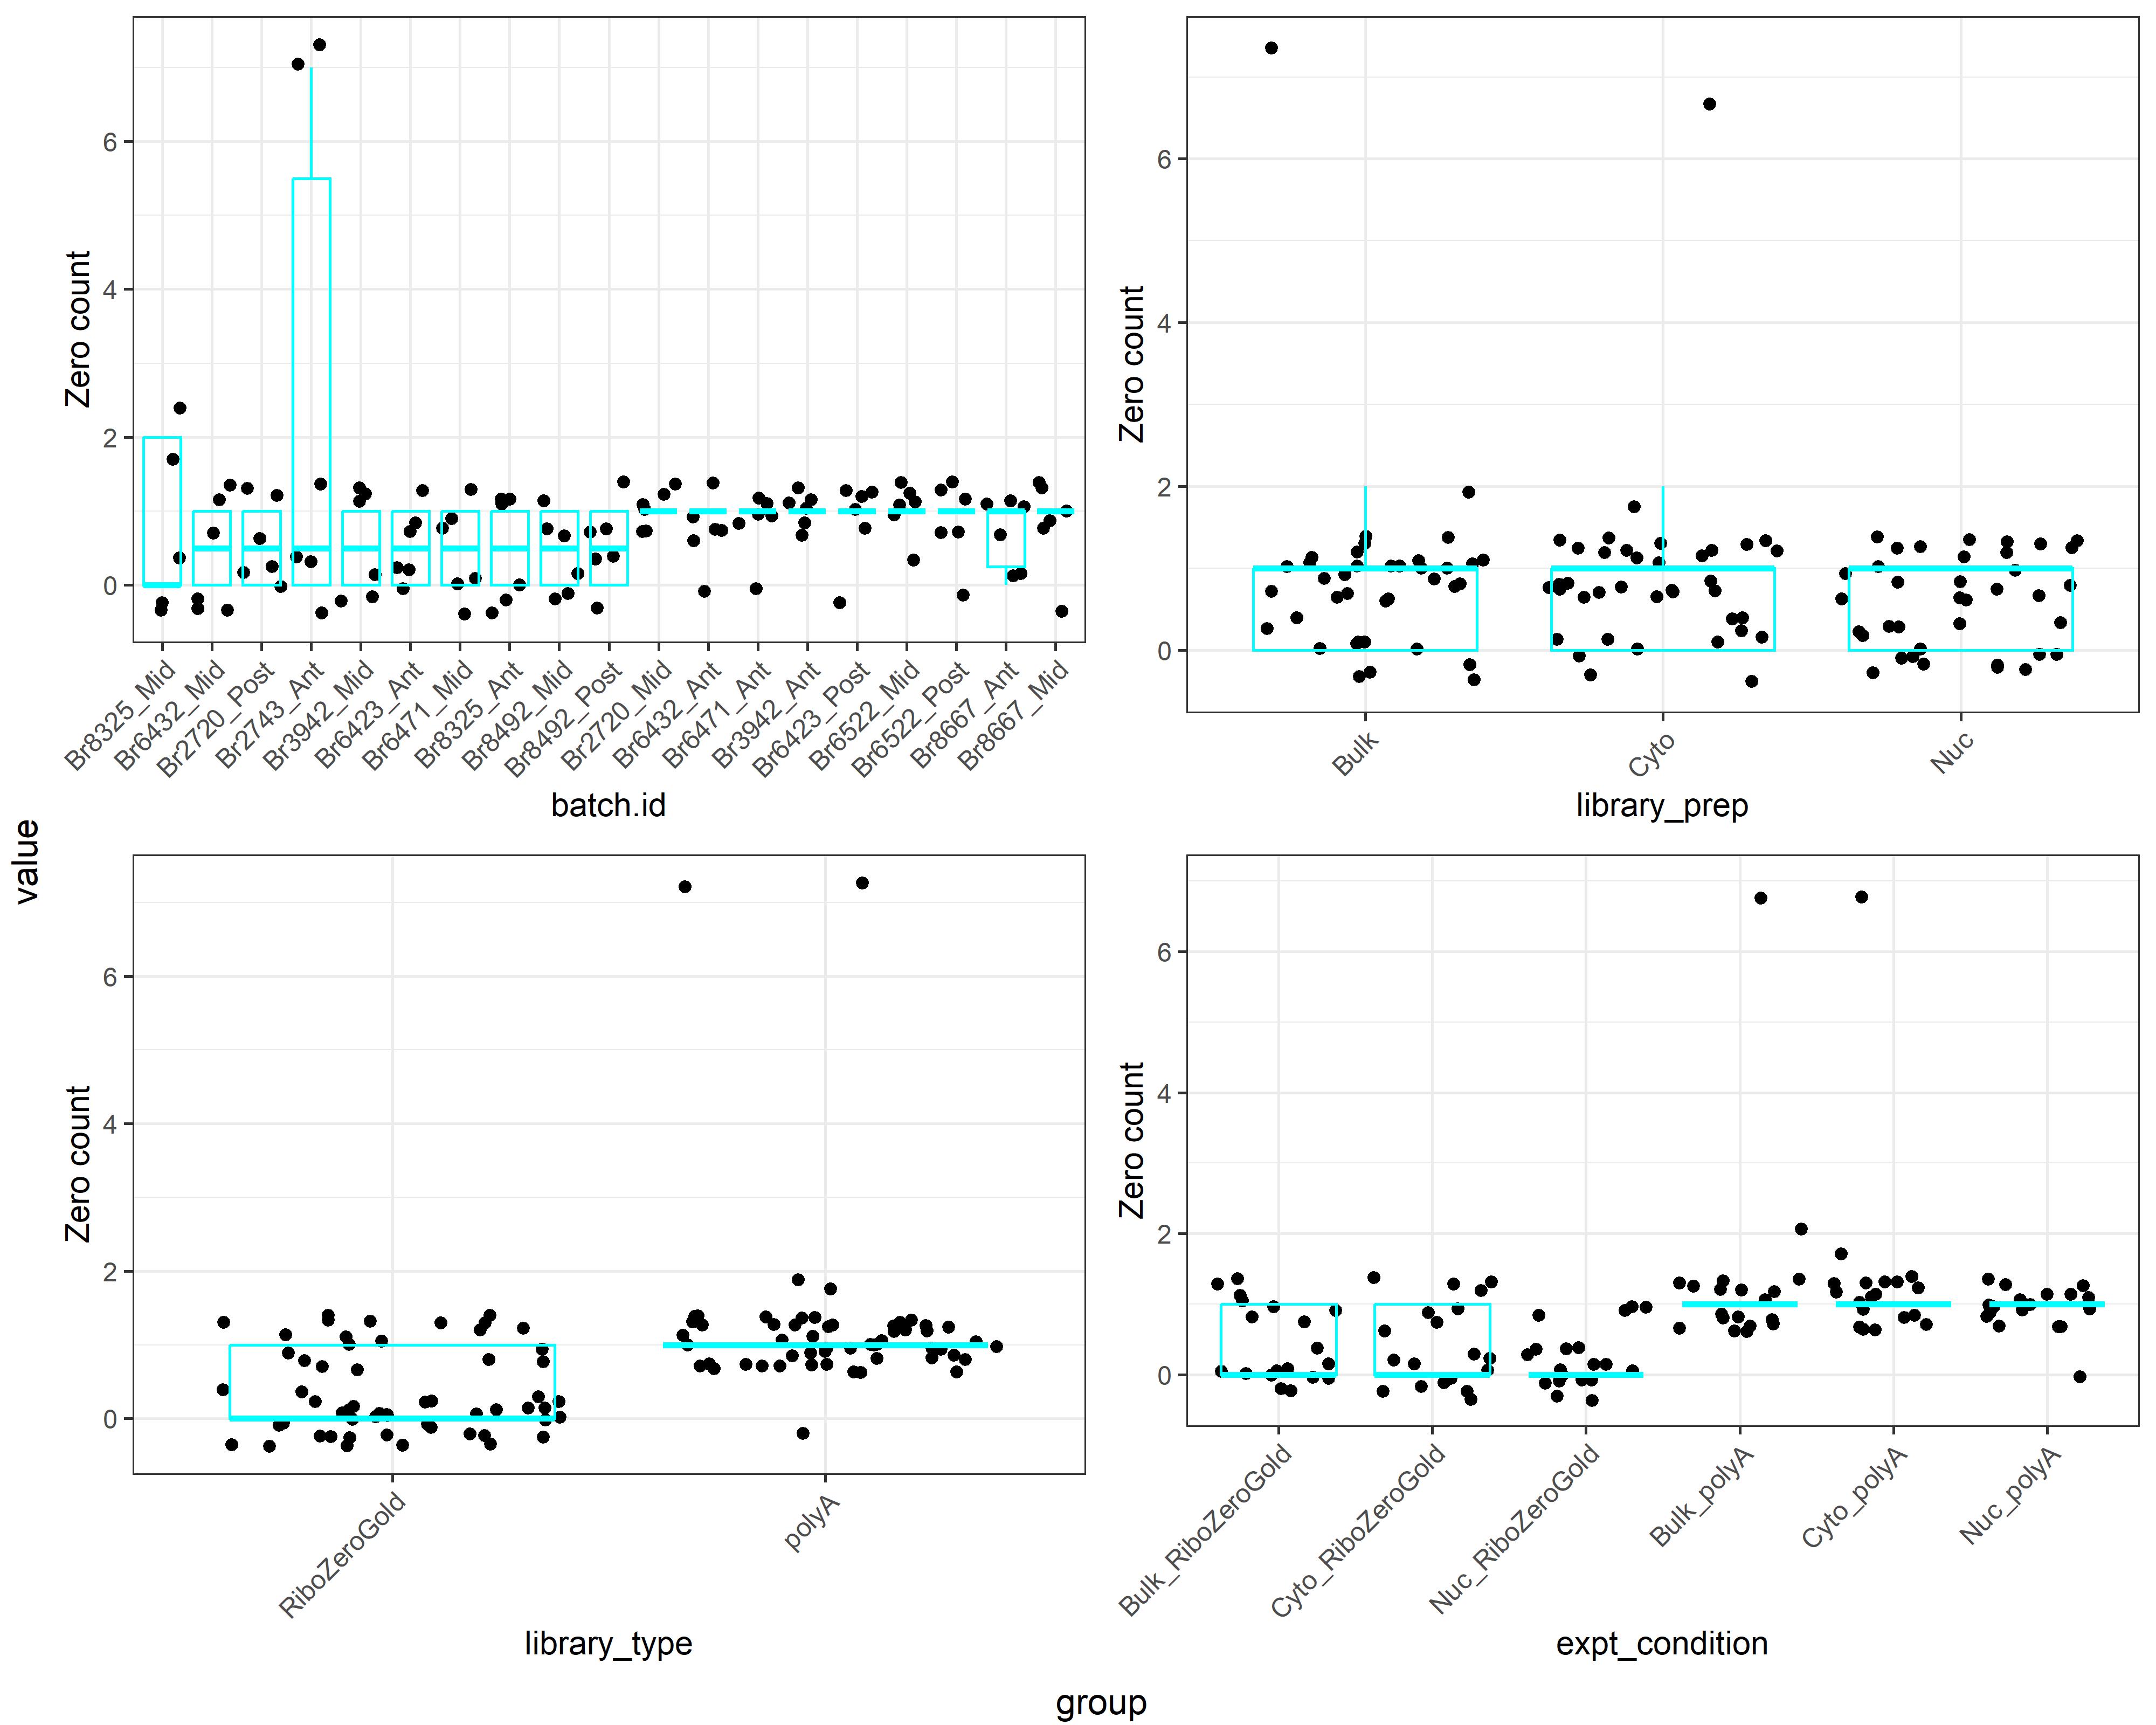 Zero count
6
4
2
0
Br8325_Mid
Br6432_Mid
Br2720_Post
Br2743_Ant
Br3942_Mid
Br6423_Ant
Br6471_Mid
Br8325_Ant
Br8492_Mid
Br8492_Post
Br2720_Mid
Br6432_Ant
Br6471_Ant
Br3942_Ant
Br6423_Post
Br6522_Mid
Br6522_Post
Br8667_Ant
Br8667_Mid
batch.id
Zero count
6
4
2
0
Bulk
Cyto
Nuc
library_prep
value
Zero count
6
4
2
0
RiboZeroGold
polyA
library_type
Zero count
6
4
2
0
Bulk_RiboZeroGold
Cyto_RiboZeroGold
Nuc_RiboZeroGold
Bulk_polyA
Cyto_polyA
Nuc_polyA
expt_condition
group